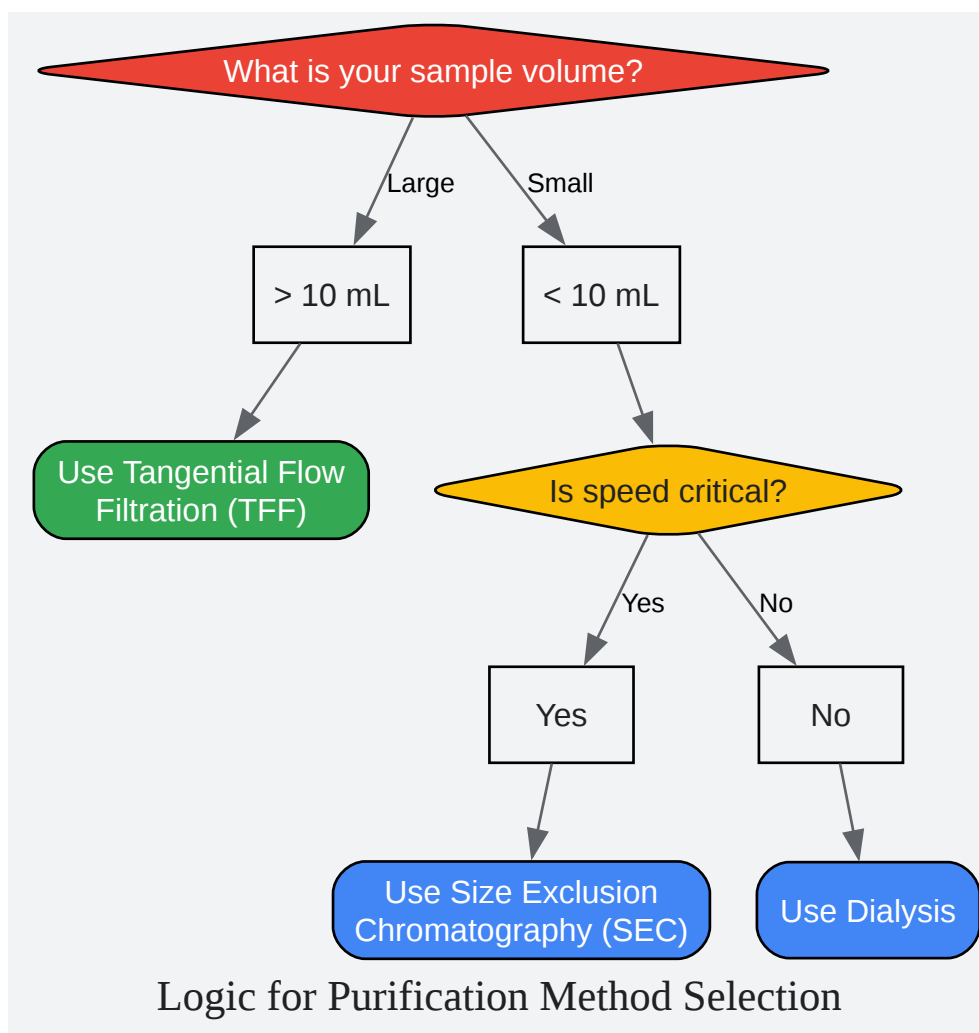 What is your sample volume?
Large
Small
> 10 mL
< 10 mL
Use Tangential Flow
Filtration (TFF)
Is speed critical?
Yes
No
Yes
No
Use Size Exclusion
Chromatography (SEC)
Use Dialysis
Logic for Purification Method Selection